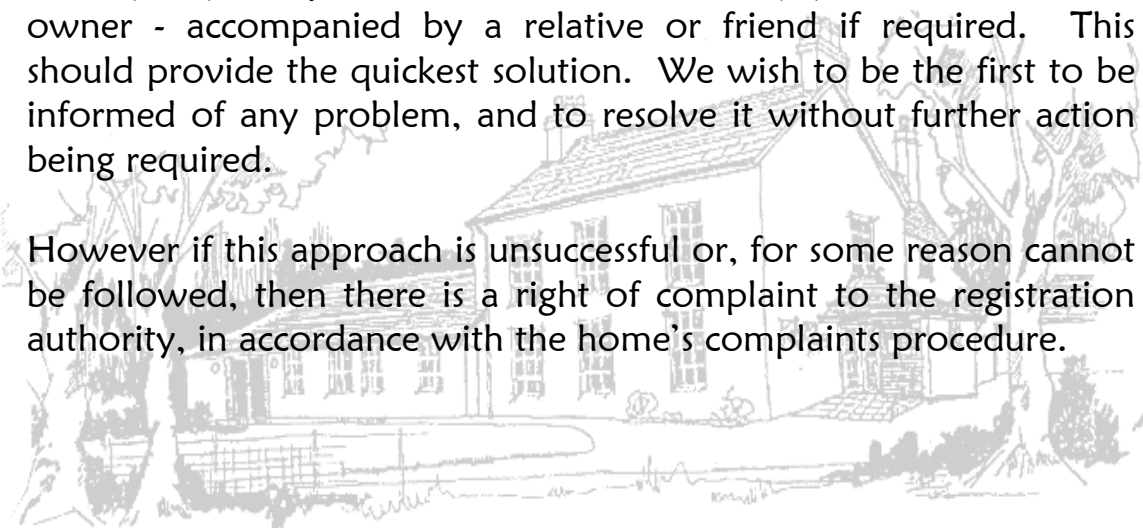 owner - accompanied by a relative or friend if required.  This
should provide the quickest solution.  We wish to be the first to be
informed of any problem, and to resolve it without further action
being required.
However if this approach is unsuccessful or, for some reason cannot
be followed, then there is a right of complaint to the registration
authority, in accordance with the home's complaints procedure.